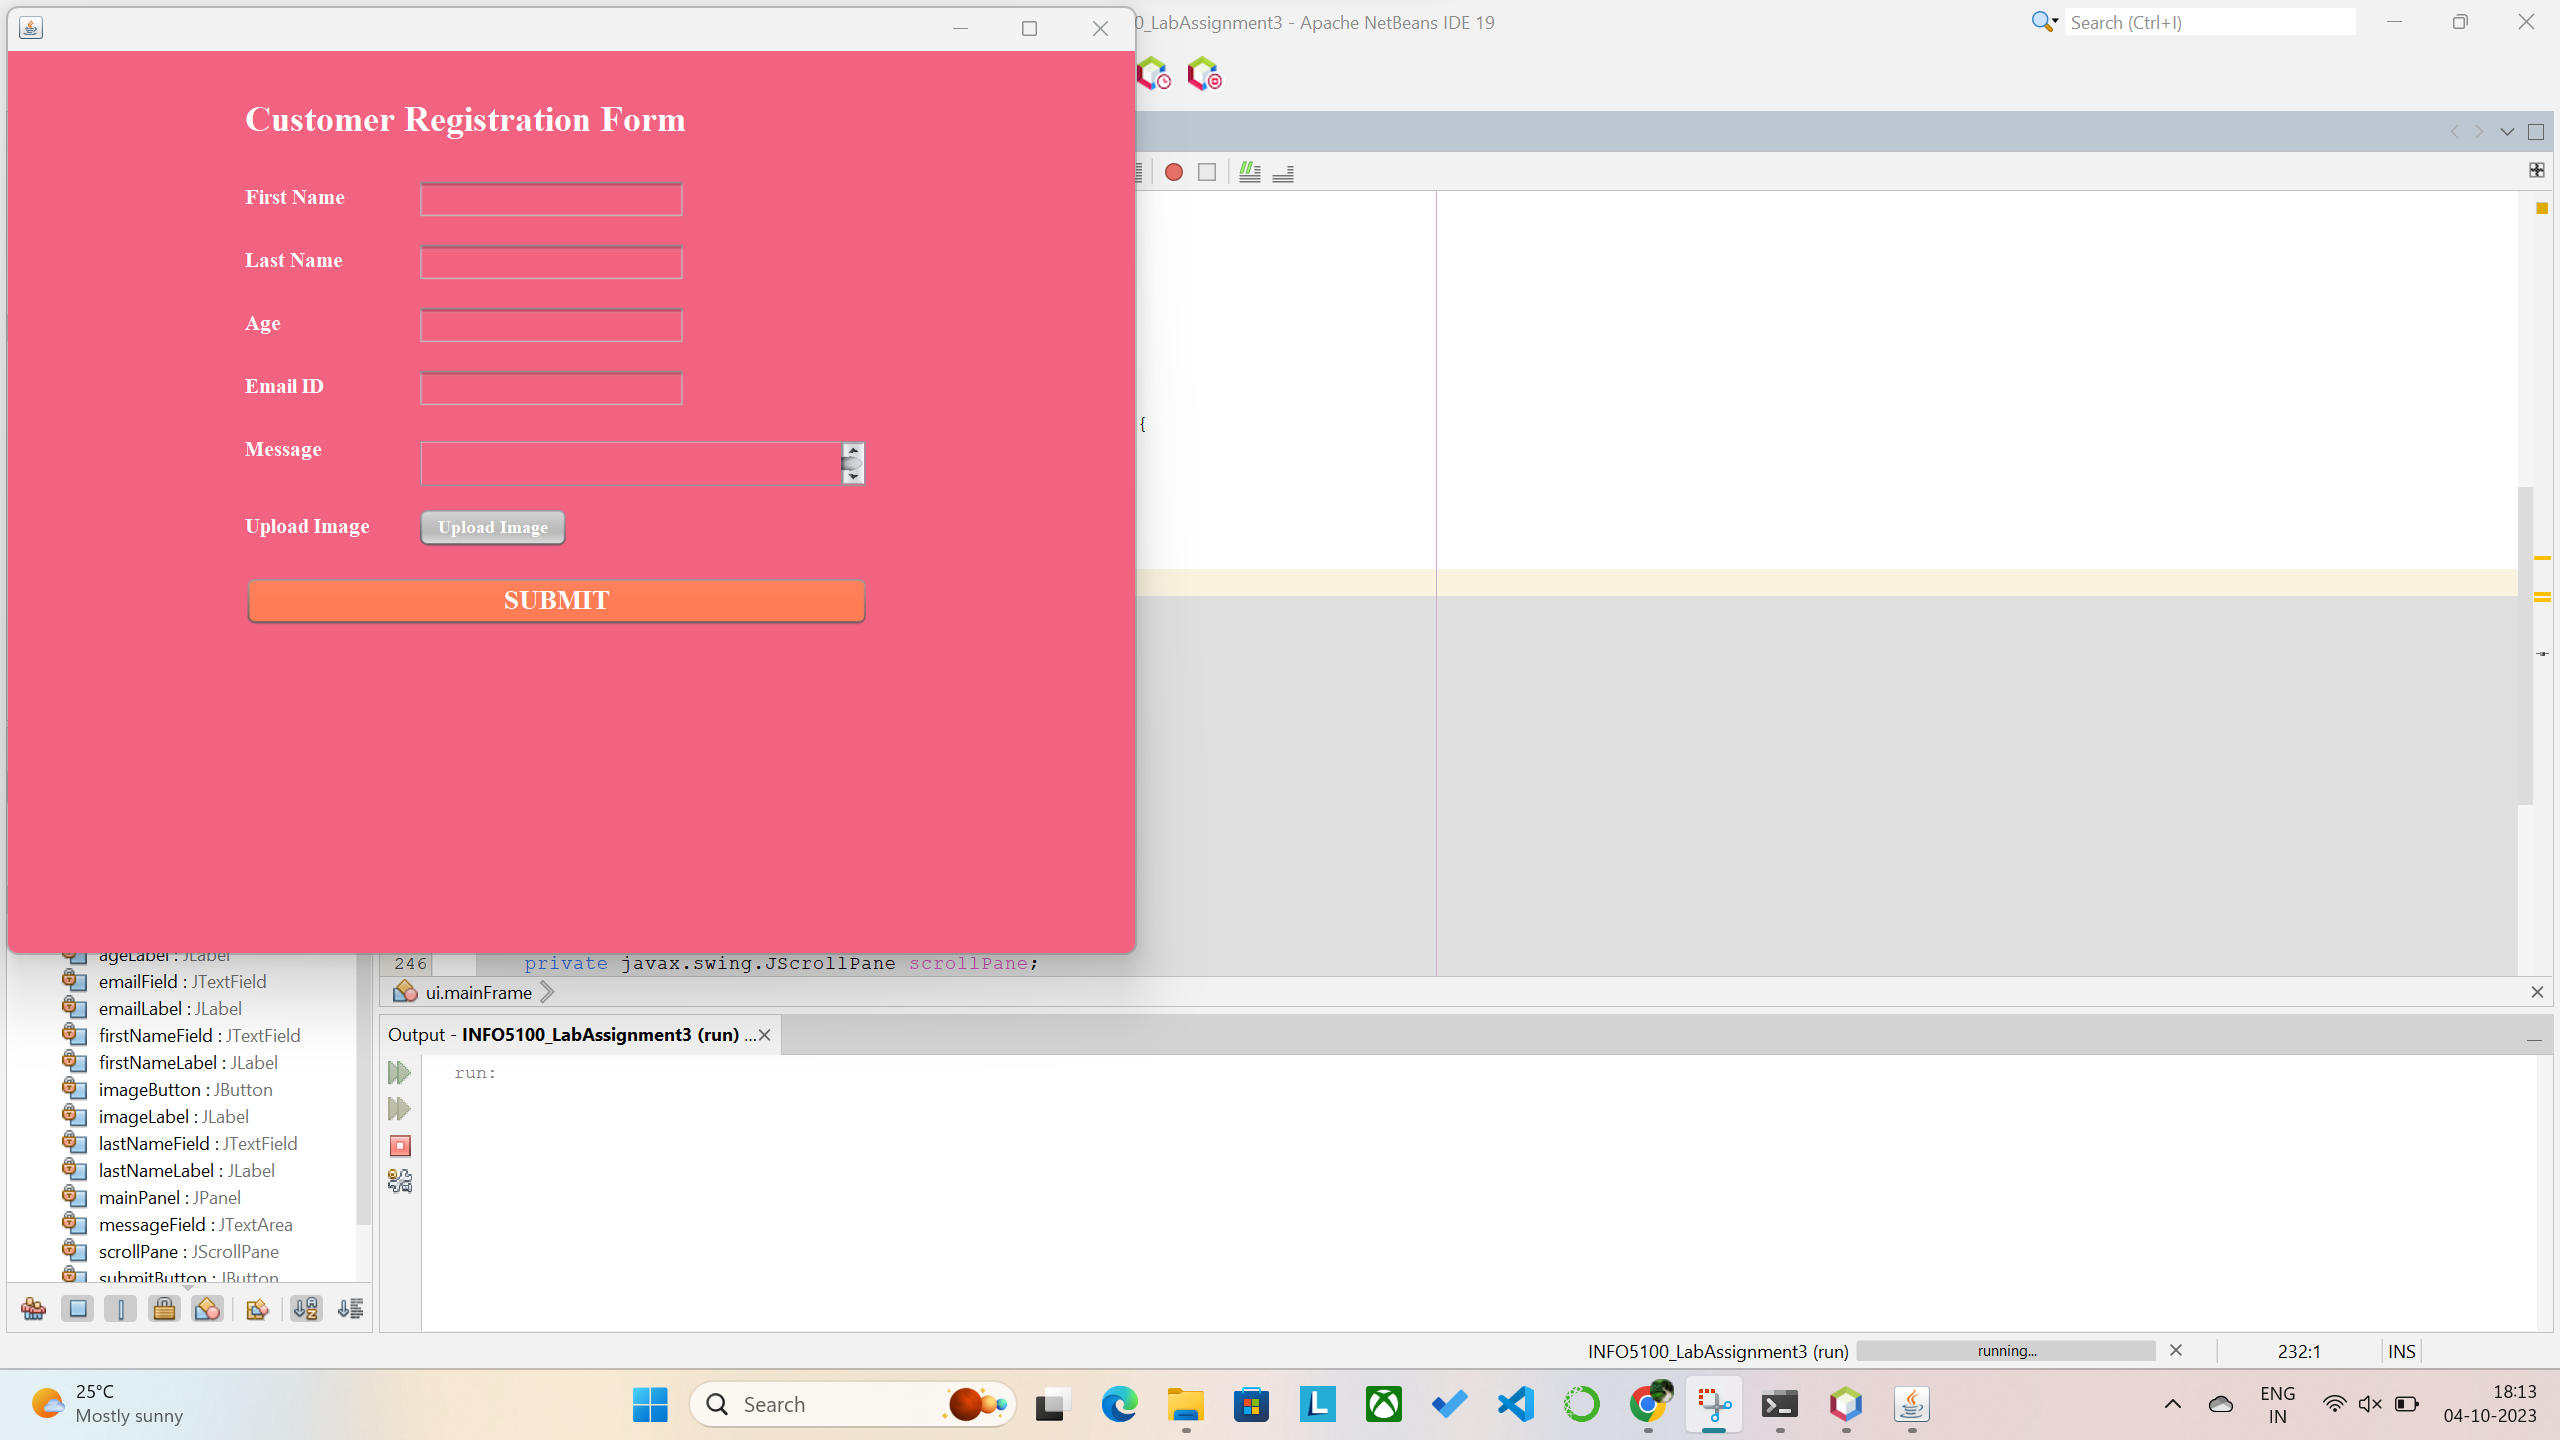 0_LabAssignment3 - Apache NetBeans IDE 19
Search (Ctrl+I)
Customer Registration Form
First Name
Last Name
Age
Email ID
Message
Upload Image
Upload Image
SUBMIT
{
246 private javax.swing.JScrollPane scrollPane;
ui.mainFrame
ageLabel : JLabel
emailField : JTextField
emailLabel : JLabel
firstNameField : JTextField
firstNameLabel : JLabel
imageButton : JButton
imageLabel : JLabel
lastNameField : JTextField
lastNameLabel : JLabel
mainPanel : JPanel
messageField : JTextArea
scrollPane : JScrollPane
submitButton : JButton
Output - INFO5100_LabAssignment3 (run) ...
run:
INFO5100_LabAssignment3 (run)
running...
232:1
INS
25°C
Mostly sunny
Search
ENG
IN
18:13
04-10-2023